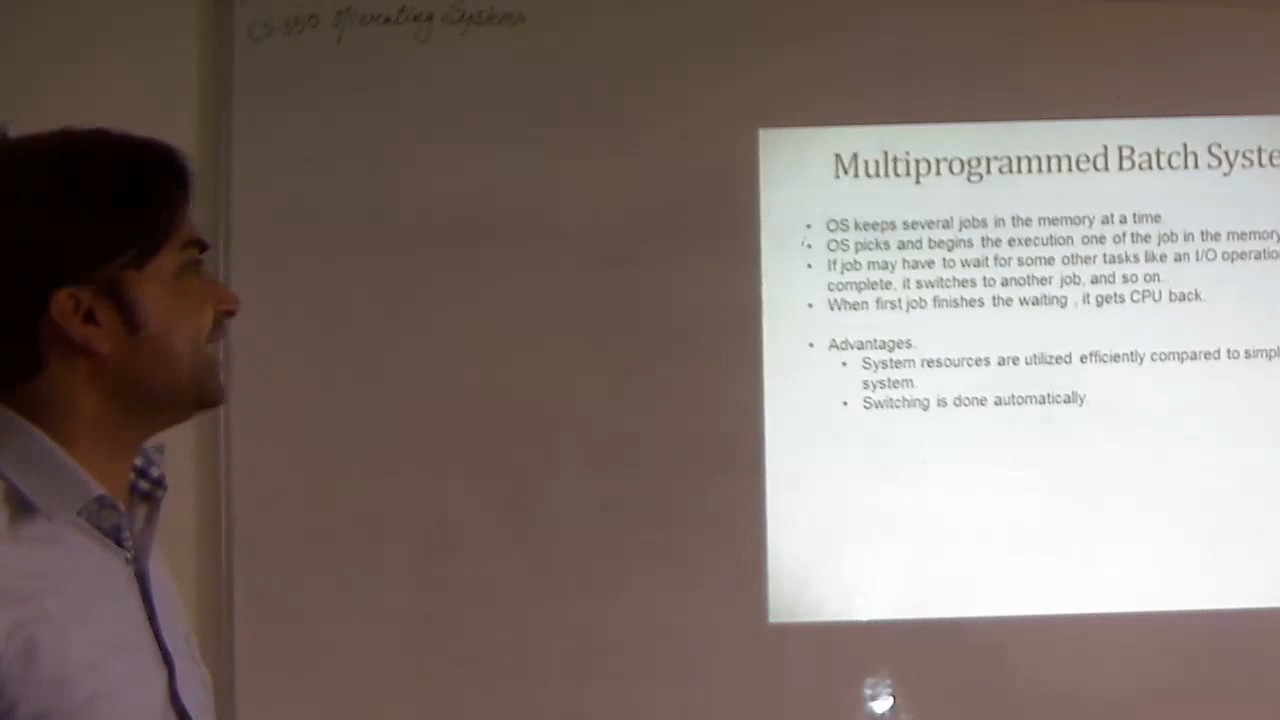 CS-350 Operating Systems
Multiprogrammed Batch Syste
• OS keeps several jobs in the memory at a time.
• OS picks and begins the execution one of the job in the memory
• If job may have to wait for some other tasks like an I/O operatio
complete, it switches to another job, and so on.
• When first job finishes the waiting , it gets CPU back.
• Advantages.
• System resources are utilized efficiently compared to simpl
system.
• Switching is done automatically.